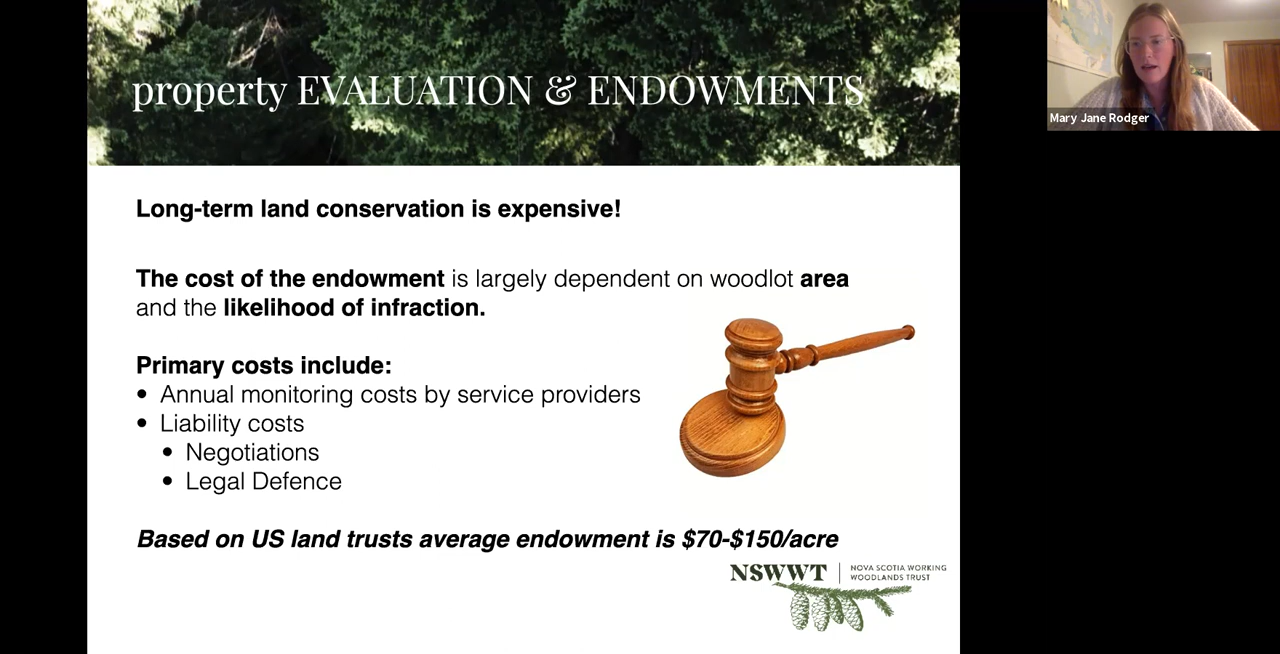 property EVALUATION & ENDOWMENTS
Mary Jane Rodger
Long-term land conservation is expensive!
The cost of the endowment is largely dependent on woodlot area
and the likelihood of infraction.
Primary costs include:
• Annual monitoring costs by service providers
• Liability costs
• Negotiations
• Legal Defence
Based on US land trusts average endowment is $70-$150/acre
NSWWT | NOVA SCOTIA WORKING
WOODLANDS TRUST